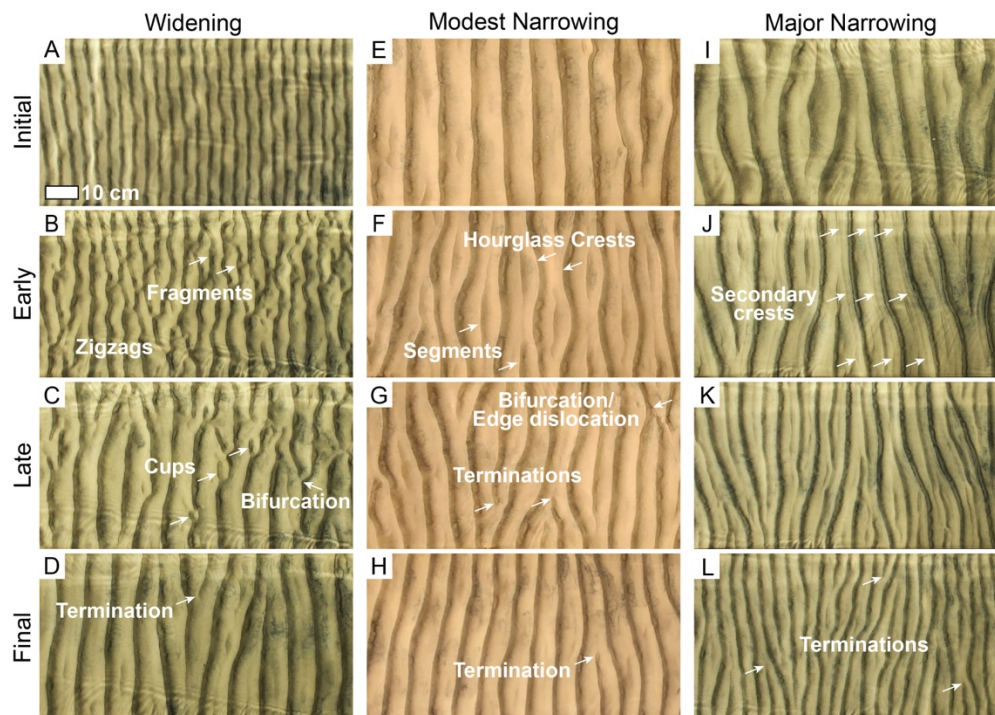 Widening
Modest Narrowing
Major Narrowing
Initial
A
10 cm
E
I
Early
B
Fragments
Zigzags
F
Hourglass Crests
Segments
J
Secondary
crests
Late
C
Cups
Bifurcation
G
Bifurcation/
Edge dislocation
Terminations
K
Final
D
Termination
H
Termination
L
Terminations